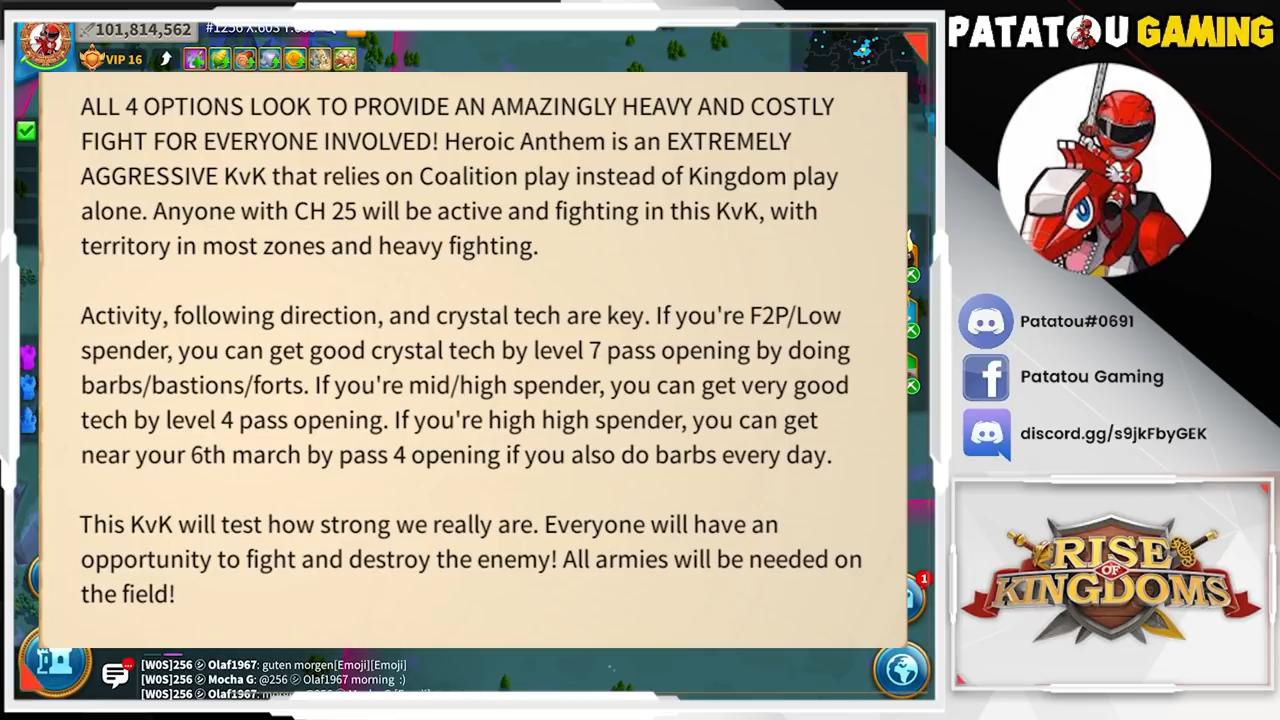 101,814,562
VIP 16
ALL 4 OPTIONS LOOK TO PROVIDE AN AMAZINGLY HEAVY AND COSTLY
FIGHT FOR EVERYONE INVOLVED! Heroic Anthem is an EXTREMELY
AGGRESSIVE KvK that relies on Coalition play instead of Kingdom play
alone. Anyone with CH 25 will be active and fighting in this KvK, with
territory in most zones and heavy fighting.
Activity, following direction, and crystal tech are key. If you're F2P/Low
spender, you can get good crystal tech by level 7 pass opening by doing
barbs/bastions/forts. If you're mid/high spender, you can get very good
tech by level 4 pass opening. If you're high high spender, you can get
near your 6th march by pass 4 opening if you also do barbs every day.
This KvK will test how strong we really are. Everyone will have an
opportunity to fight and destroy the enemy! All armies will be needed on
the field!
1
[W0S]256 Olaf1967: guten morgen[Emoji][Emoji]
[W0S]256 Mocha G: @256 Olaf1967 morning :)
[W0S]256 Olaf1967:
PATATOU GAMING
Patatou#0691
Patatou Gaming
discord.gg/s9jkFbyGEK
RISE
OF
KINGDOMS